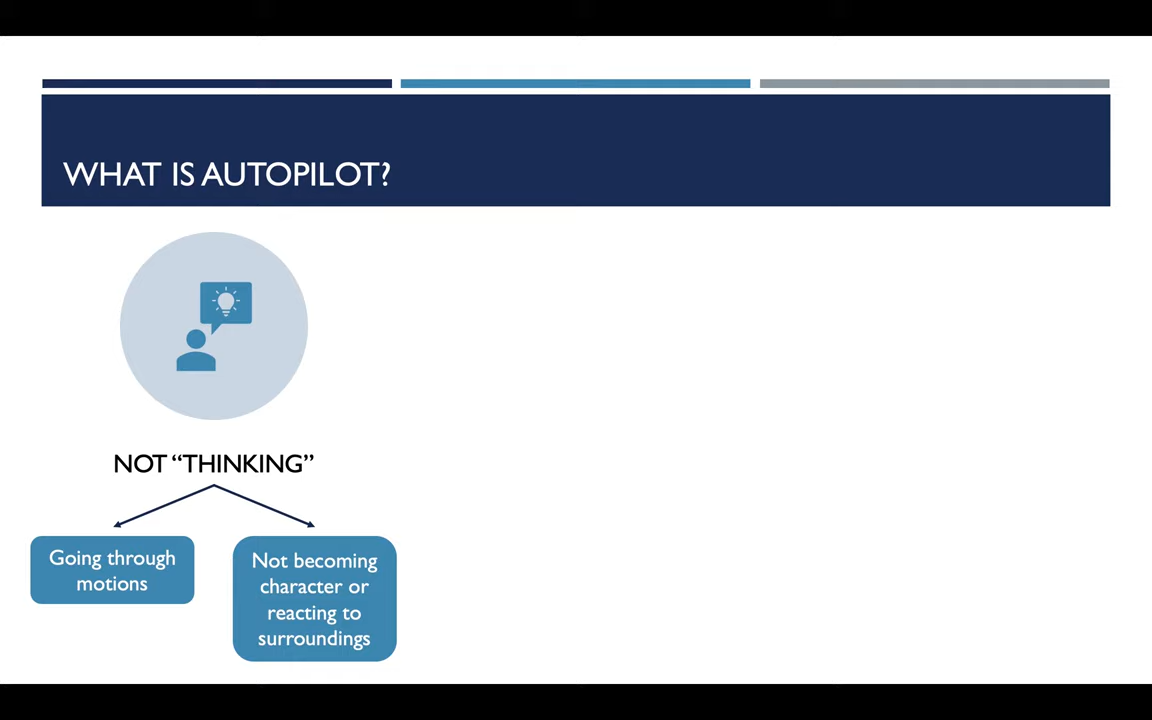 WHAT IS AUTOPILOT?
NOT “THINKING”
Going through
motions
Not becoming
character or
reacting to
surroundings